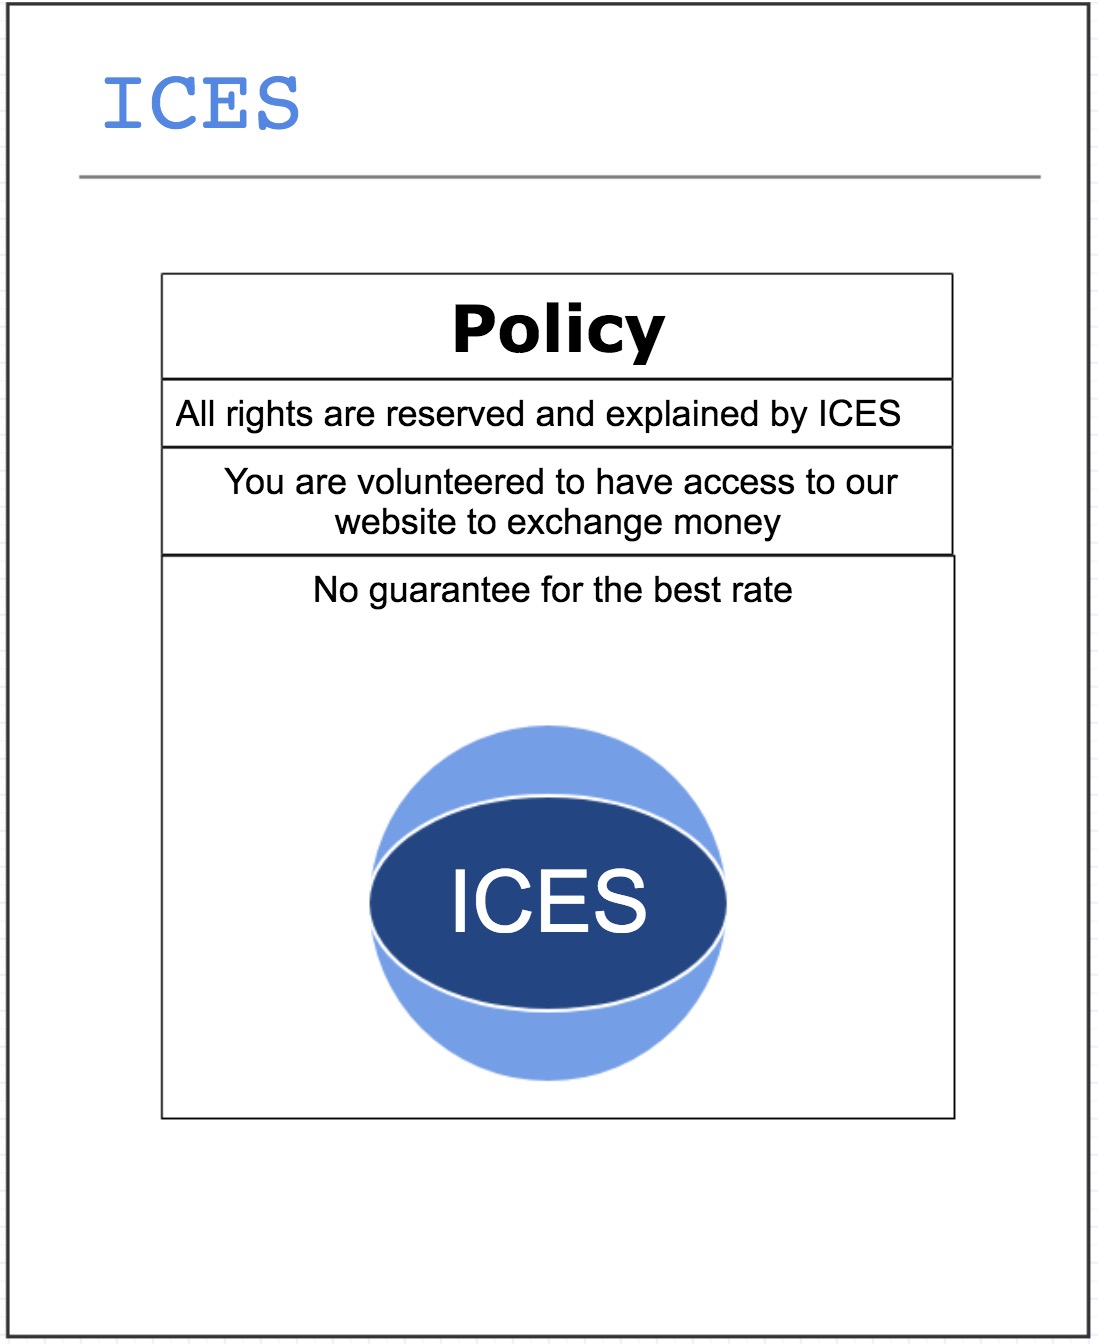 ICES
Policy
All rights are reserved and explained by ICES
You are volunteered to have access to our
website to exchange money
No guarantee for the best rate
ICES